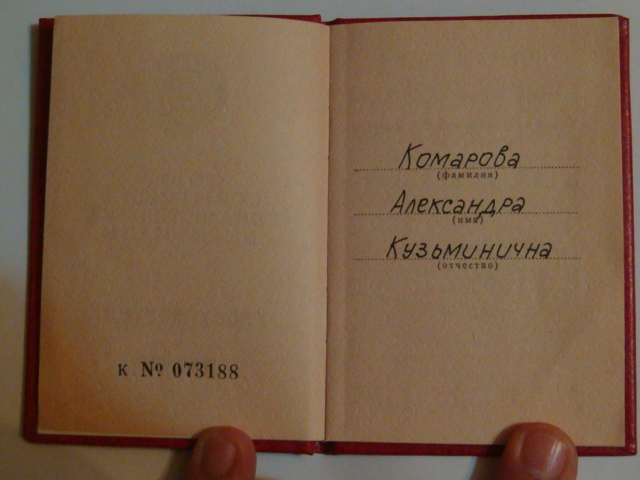 к № 073188
Комарова
(фамилия)
Александра
(имя)
Кузьминична
(отчество)